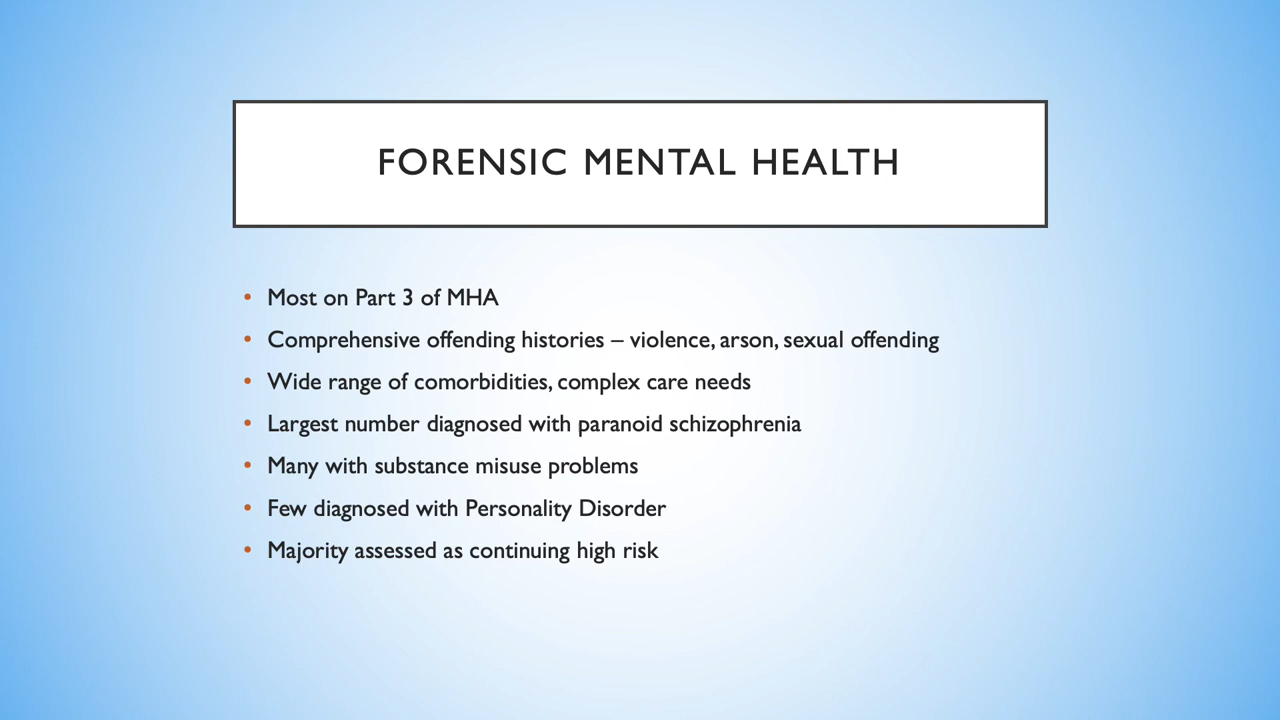 FORENSIC MENTAL HEALTH
• Most on Part 3 of MHA
• Comprehensive offending histories – violence, arson, sexual offending
• Wide range of comorbidities, complex care needs
• Largest number diagnosed with paranoid schizophrenia
• Many with substance misuse problems
• Few diagnosed with Personality Disorder
• Majority assessed as continuing high risk